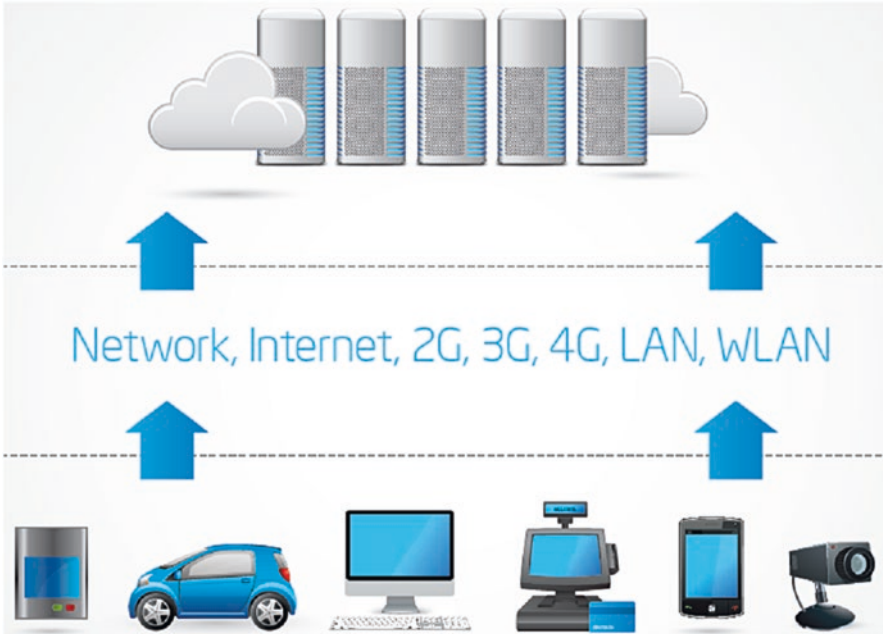 Network, Internet, 2G, 3G, 4G, LAN, WLAN